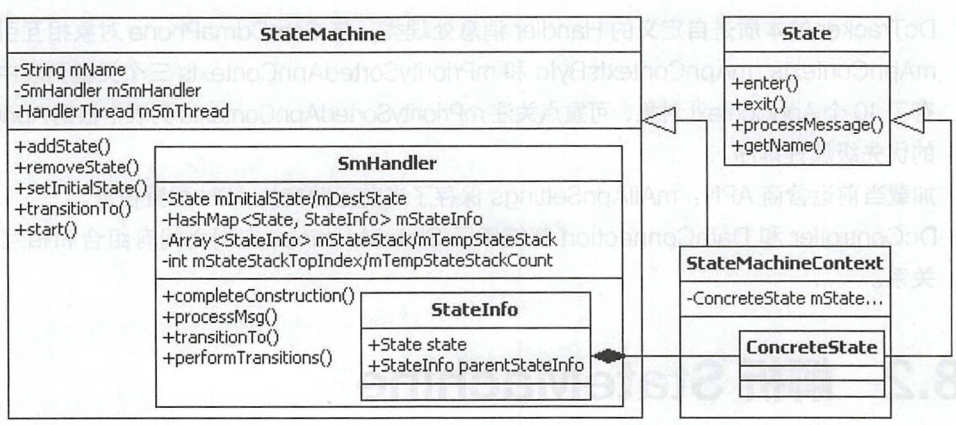 StateMachine
-String mName
-SmHandler mSmHandler
-HandlerThread mSmThread
+addState()
+removeState()
+setInitialState()
+transitionTo()
+start()
SmHandler
-State mInitialState/mDestState
-HashMap<State, StateInfo> mStateInfo
-Array<StateInfo> mStateStack/mTempStateStack
-int mStateStackTopIndex/mTempStateStackCount
+completeConstruction()
+processMsg()
+transitionTo()
+performTransitions()
StateInfo
+State state
+StateInfo parentStateInfo
State
+enter()
+exit()
+processMessage()
+getName()
StateMachineContext
-ConcreteState mState...
ConcreteState